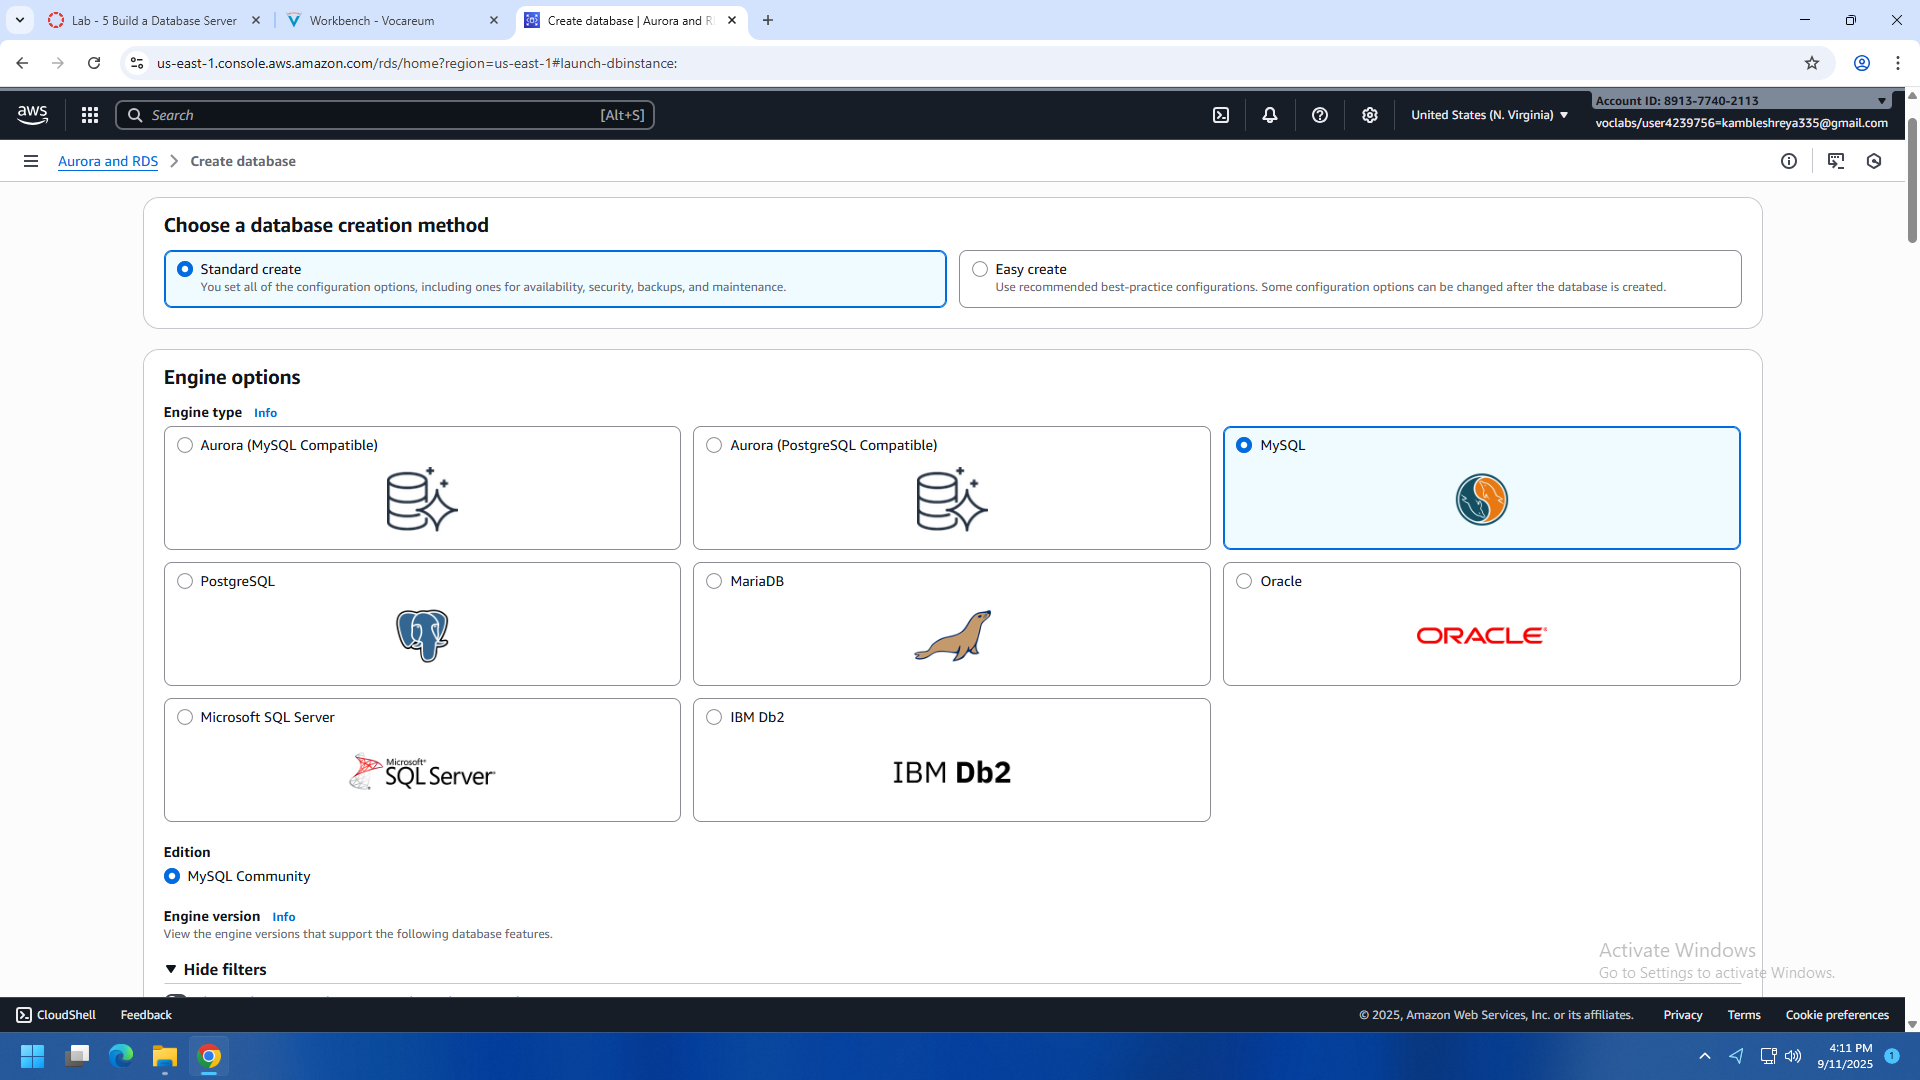 Lab - 5 Build a Database Server
Workbench - Vocareum
Create database | Aurora and R
us-east-1.console.aws.amazon.com/rds/home?region=us-east-1#launch-dbinstance:
aws
Search
[Alt+S]
United States (N. Virginia)
Account ID: 8913-7740-2113
voclabs/user4239756=kambleshreya335@gmail.com
Aurora and RDS
Create database
Choose a database creation method
Standard create
You set all of the configuration options, including ones for availability, security, backups, and maintenance.
Easy create
Use recommended best-practice configurations. Some configuration options can be changed after the database is created.
Engine options
Engine type Info
Aurora (MySQL Compatible)
Aurora (PostgreSQL Compatible)
MySQL
PostgreSQL
MariaDB
Oracle
ORACLE
Microsoft SQL Server
Microsoft
SQL Server
IBM Db2
IBM Db2
Edition
MySQL Community
Engine version Info
View the engine versions that support the following database features.
Hide filters
Activate Windows
Go to Settings to activate Windows.
CloudShell
Feedback
© 2025, Amazon Web Services, Inc. or its affiliates.
Privacy
Terms
Cookie preferences
4:11 PM
9/11/2025
1